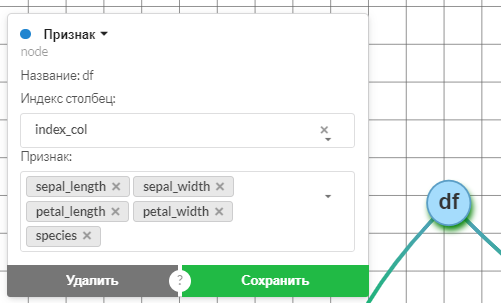 Признак
node
Название: df
Индекс столбец:
index_col ×
Признак:
sepal_length × sepal_width ×
petal_length × petal_width ×
species ×
Удалить ? Сохранить
df